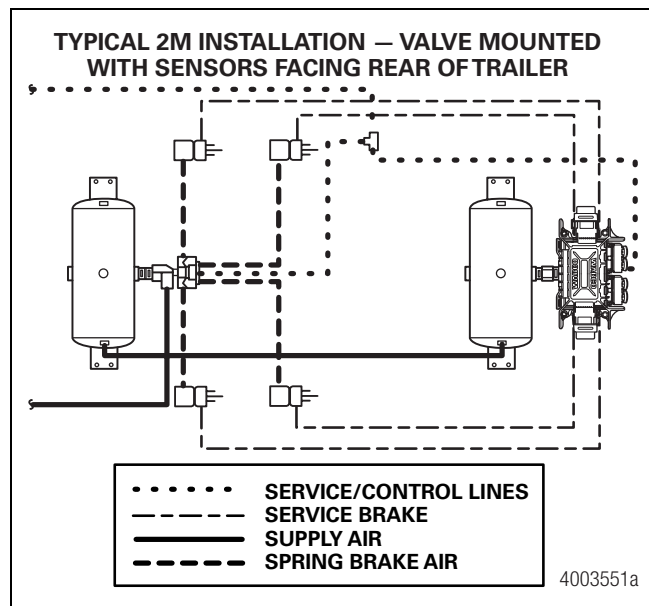 TYPICAL 2M INSTALLATION — VALVE MOUNTED
WITH SENSORS FACING REAR OF TRAILER
SERVICE/CONTROL LINES
SERVICE BRAKE
SUPPLY AIR
SPRING BRAKE AIR
4003551a